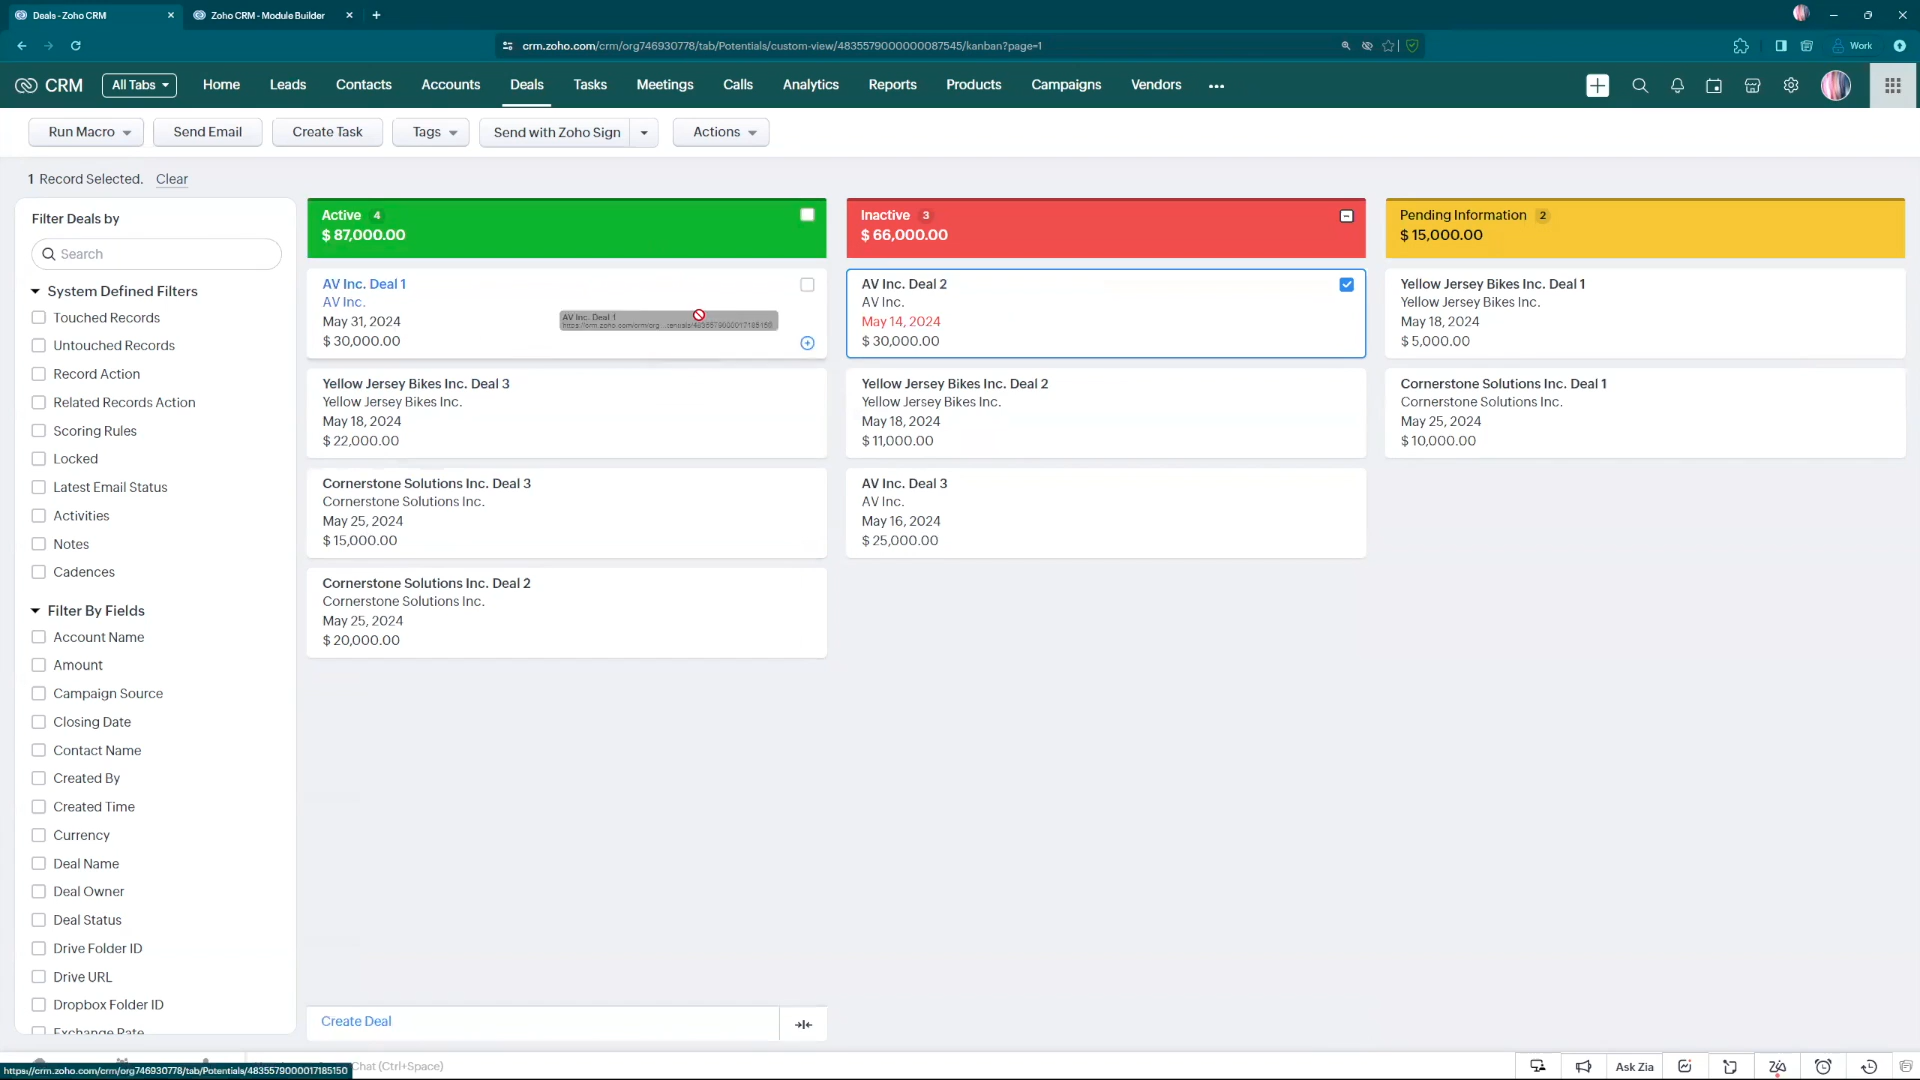 Deals - Zoho CRM
Zoho CRM - Module Builder
crm.zoho.com/crm/org746930778/tab/Potentials/custom-view/4835579000000087545/kanban?page=1
Work
CRM
All Tabs
Home
Leads
Contacts
Accounts
Deals
Tasks
Meetings
Calls
Analytics
Reports
Products
Campaigns
Vendors
Run Macro
Send Email
Create Task
Tags
Send with Zoho Sign
Actions
1 Record Selected. Clear
Filter Deals by
Search
System Defined Filters
Touched Records
Untouched Records
Record Action
Related Records Action
Scoring Rules
Locked
Latest Email Status
Activities
Notes
Cadences
Filter By Fields
Account Name
Amount
Campaign Source
Closing Date
Contact Name
Created By
Created Time
Currency
Deal Name
Deal Owner
Deal Status
Drive Folder ID
Drive URL
Dropbox Folder ID
Exchange Rate
Active 4
$ 87,000.00
AV Inc. Deal 1
AV Inc.
May 31, 2024
$ 30,000.00
AV Inc. Deal 1
Yellow Jersey Bikes Inc. Deal 3
Yellow Jersey Bikes Inc.
May 18, 2024
$ 22,000.00
Cornerstone Solutions Inc. Deal 3
Cornerstone Solutions Inc.
May 25, 2024
$ 15,000.00
Cornerstone Solutions Inc. Deal 2
Cornerstone Solutions Inc.
May 25, 2024
$ 20,000.00
Create Deal
Inactive 3
$ 66,000.00
AV Inc. Deal 2
AV Inc.
May 14, 2024
$ 30,000.00
Yellow Jersey Bikes Inc. Deal 2
Yellow Jersey Bikes Inc.
May 18, 2024
$ 11,000.00
AV Inc. Deal 3
AV Inc.
May 16, 2024
$ 25,000.00
Pending Information 2
$ 15,000.00
Yellow Jersey Bikes Inc. Deal 1
Yellow Jersey Bikes Inc.
May 18, 2024
$ 5,000.00
Cornerstone Solutions Inc. Deal 1
Cornerstone Solutions Inc.
May 25, 2024
$ 10,000.00
https://crm.zoho.com/crm/org746930778/tab/Potentials/4835579000017185150
Chat (Ctrl+Space)
Ask Zia